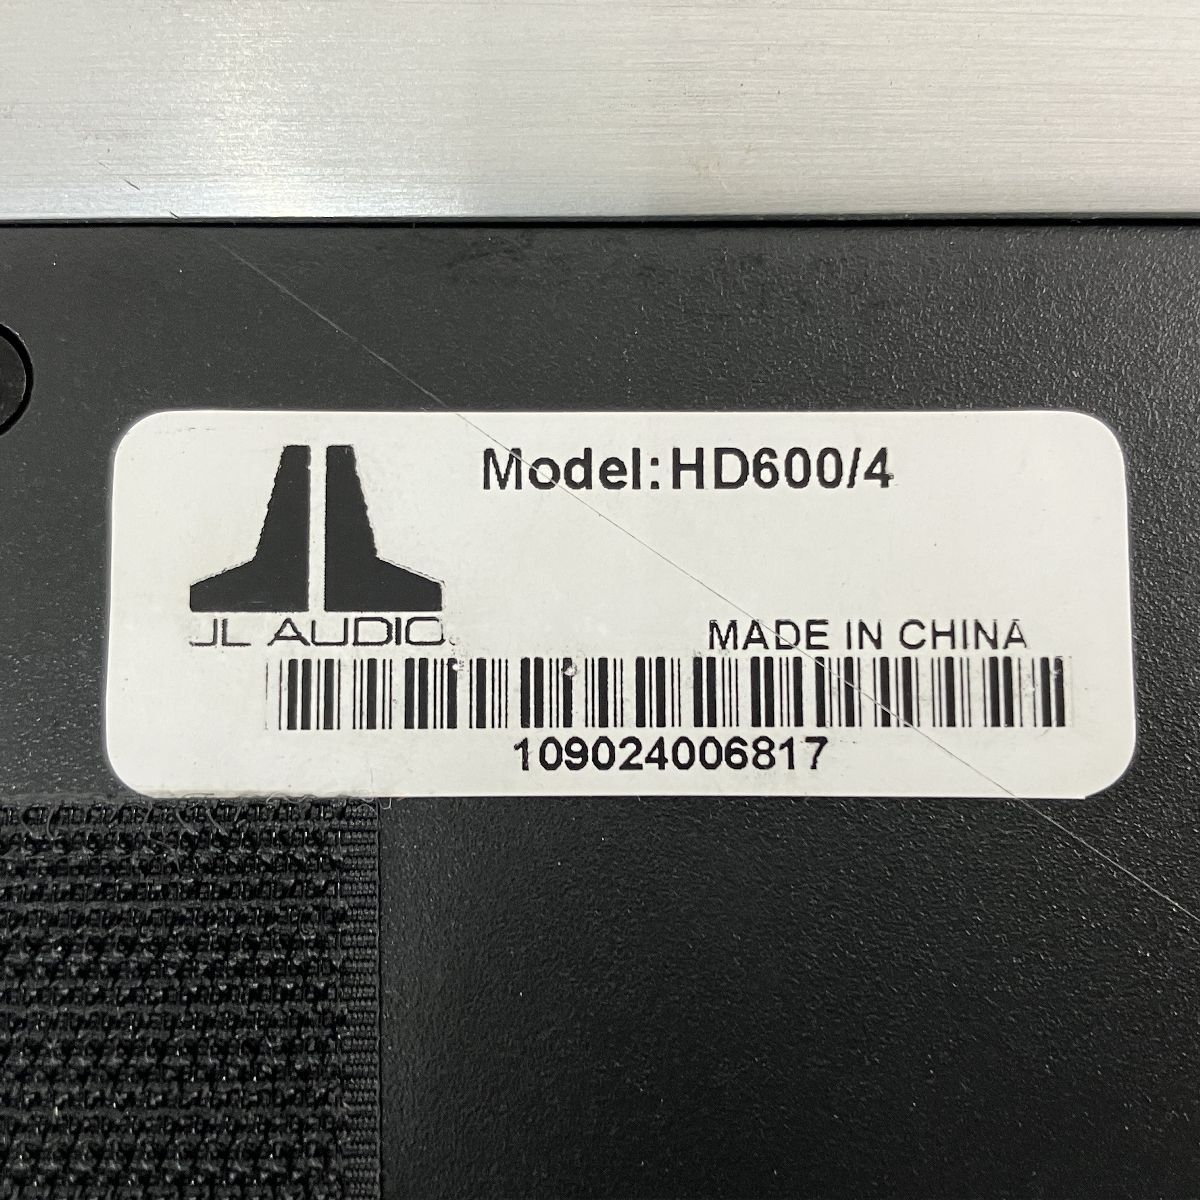 Model:HD600/4
JL AUDIO
MADE IN CHINA
109024006817